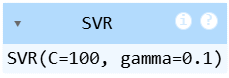 ▾ SVR i ?
SVR(C=100, gamma=0.1)